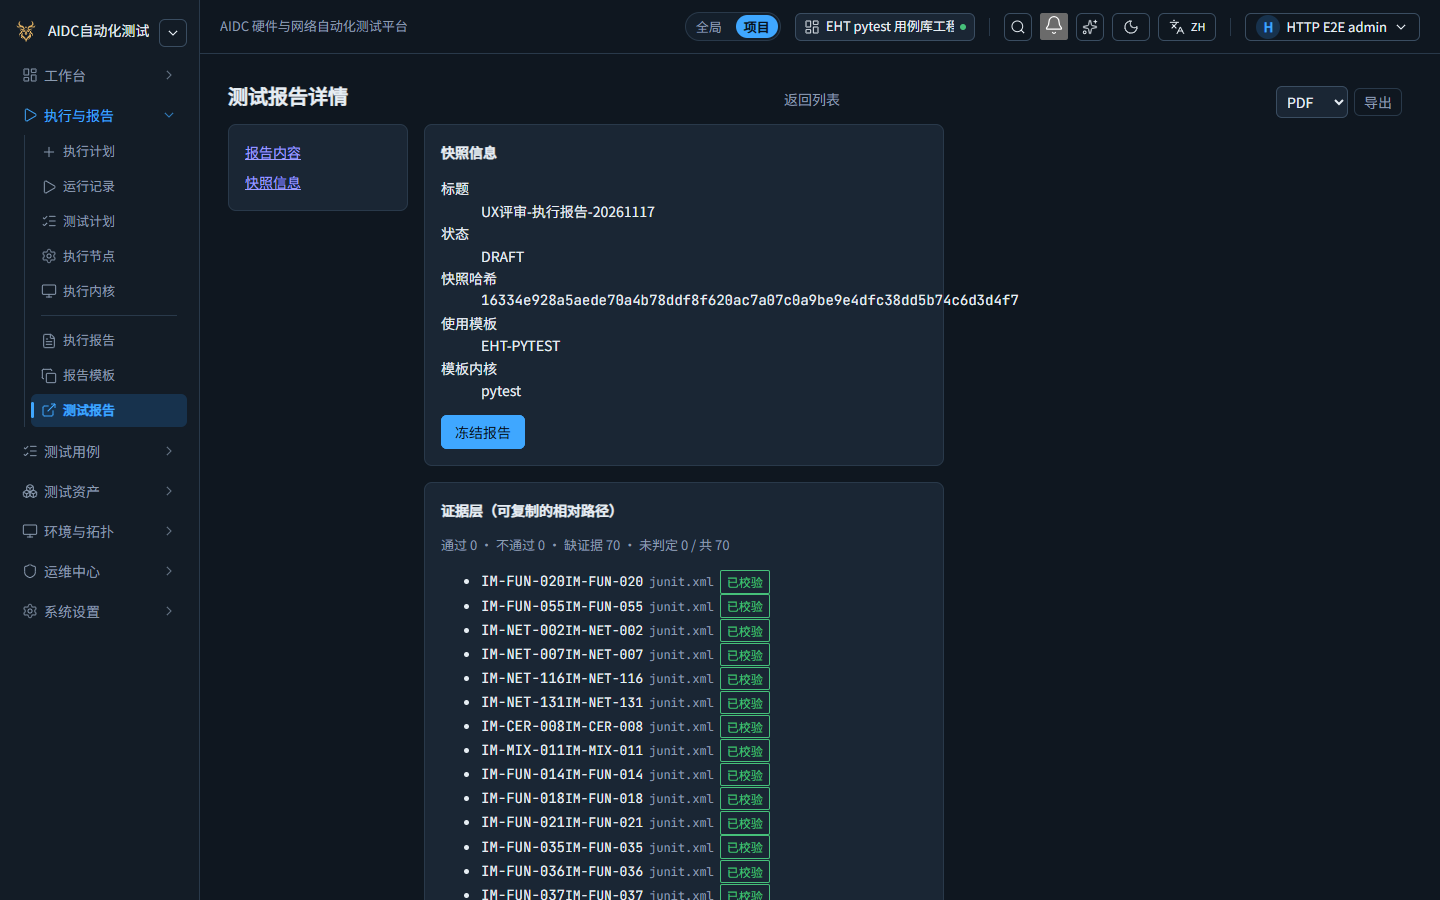 AIDC自动化测试
AIDC 硬件与网络自动化测试平台
全局
项目
EHT pytest 用例库工程
ZH
H
HTTP E2E admin
工作台
执行与报告
执行计划
运行记录
测试计划
执行节点
执行内核
执行报告
报告模板
测试报告
测试用例
测试资产
环境与拓扑
运维中心
系统设置
测试报告详情
返回列表
PDF
导出
报告内容
快照信息
快照信息
标题
UX评审-执行报告-20261117
状态
DRAFT
快照哈希
16334e928a5aede70a4b78ddf8f620ac7a07c0a9be9e4dfc38dd5b74c6d3d4f7
使用模板
EHT-PYTEST
模板内核
pytest
冻结报告
证据层（可复制的相对路径）
通过 0 · 不通过 0 · 缺证据 70 · 未判定 0 / 共 70
IM-FUN-020IM-FUN-020 junit.xml 已校验
IM-FUN-055IM-FUN-055 junit.xml 已校验
IM-NET-002IM-NET-002 junit.xml 已校验
IM-NET-007IM-NET-007 junit.xml 已校验
IM-NET-116IM-NET-116 junit.xml 已校验
IM-NET-131IM-NET-131 junit.xml 已校验
IM-CER-008IM-CER-008 junit.xml 已校验
IM-MIX-011IM-MIX-011 junit.xml 已校验
IM-FUN-014IM-FUN-014 junit.xml 已校验
IM-FUN-018IM-FUN-018 junit.xml 已校验
IM-FUN-021IM-FUN-021 junit.xml 已校验
IM-FUN-035IM-FUN-035 junit.xml 已校验
IM-FUN-036IM-FUN-036 junit.xml 已校验
IM-FUN-037IM-FUN-037 junit.xml 已校验